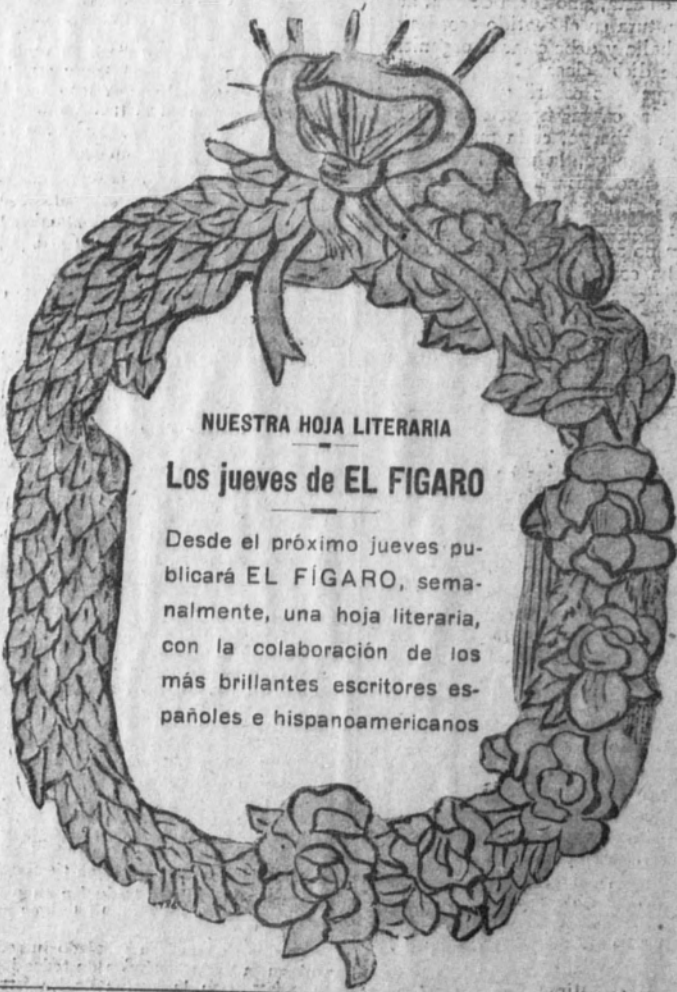 NUESTRA HOJA LITERARIA
Los jueves de EL FIGARO
Desde el próximo jueves pu-
blicará EL FÍGARO, sema-
nalmente, una hoja literaria,
con la colaboración de los
más brillantes escritores es-
pañoles e hispanoamericanos